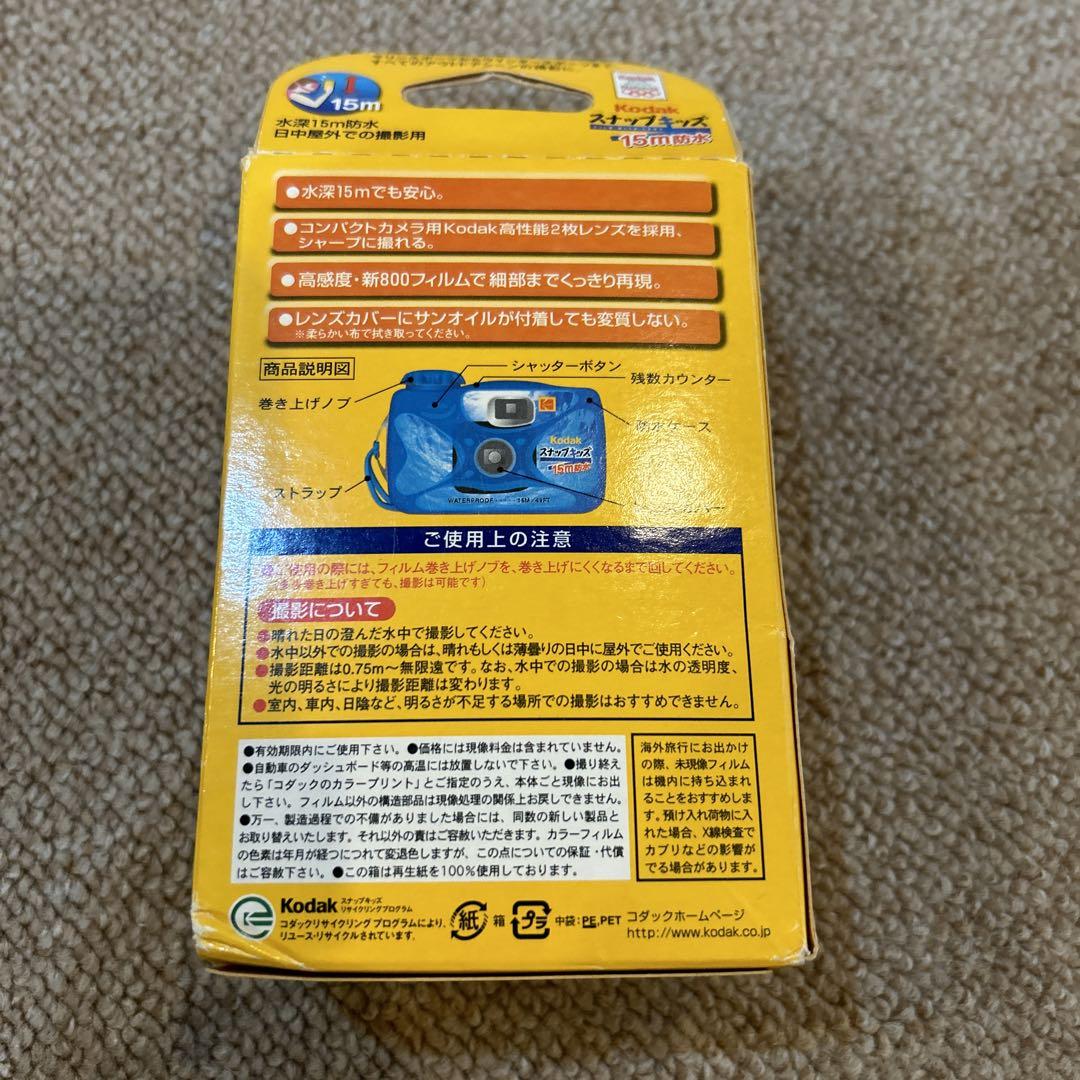 15m
水深15m防水
日中屋外での撮影用
Kodak
Kodak
スナップキッズ
15m防水
●水深15mでも安心。
●コンパクトカメラ用Kodak高性能2枚レンズを採用、
シャープに撮れる。
●高感度・新800フィルムで 細部までくっきり再現。
●レンズカバーにサンオイルが付着しても変質しない。
※柔らかい布で拭き取ってください。
商品説明図
シャッターボタン
残数カウンター
巻き上げノブ
防水ケース
Kodak
スナップキッズ
15m防水
ストラップ
WATERPROOF 15M/49FT
カバー
ご使用上の注意
使用の際には、フィルム巻き上げノブを、巻き上げにくくなるまで回してください。
巻き上げすぎても、撮影は可能です)
撮影について
●晴れた日の澄んだ水中で撮影してください。
●水中以外での撮影の場合は、晴れもしくは薄曇りの日中に屋外でご使用ください。
●撮影距離は0.75m〜無限遠です。なお、水中での撮影の場合は水の透明度、
光の明るさにより撮影距離は変わります。
●室内、車内、日陰など、明るさが不足する場所での撮影はおすすめできません。
●有効期限内にご使用下さい。●価格には現像料金は含まれていません。
●自動車のダッシュボード等の高温には放置しないで下さい。●撮り終え
たら「コダックのカラープリント」とご指定のうえ、本体ごと現像にお出
し下さい。フィルム以外の構造部品は現像処理の関係上お戻しできません。
●万一、製造過程での不備がありました場合には、同数の新しい製品と
お取り替えいたします。それ以外の責はご容赦いただきます。カラーフィルム
の色素は年月が経つにつれて変退色しますが、この点についての保証・代償
はご容赦下さい。●この箱は再生紙を100%使用しております。
海外旅行にお出かけ
の際、未現像フィルム
は機内に持ち込まれ
ることをおすすめしま
す。預け入れ荷物に入
れた場合、X線検査で
カブリなどの影響が
でる場合があります。
Kodak スナップキッズ
リサイクリングプログラム
コダックリサイクリング プログラムにより、
リユース・リサイクルされています。
紙 箱 プラ 中袋:PE,PET
コダックホームページ
http://www.kodak.co.jp